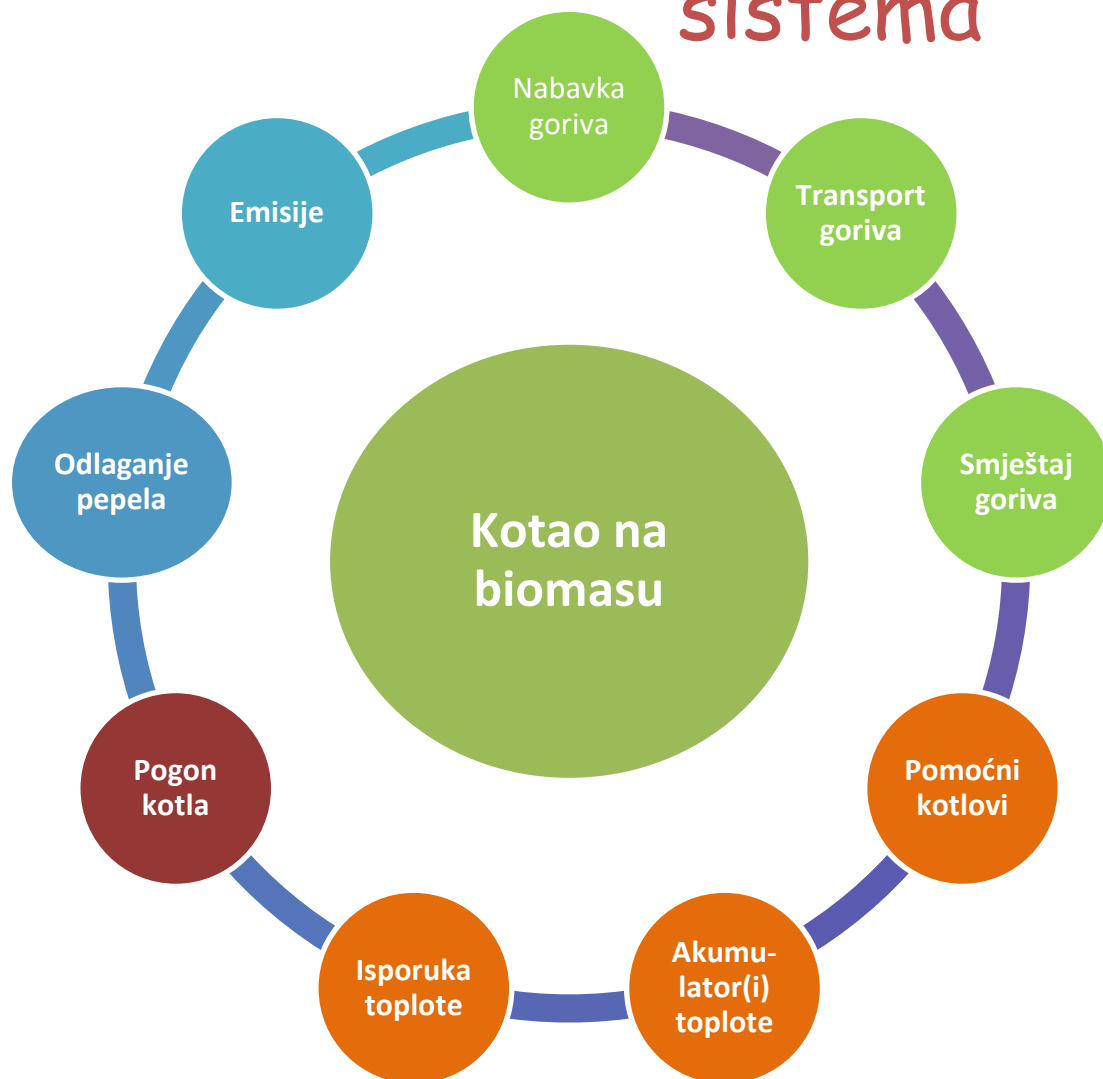 sistema
Nabavka
goriva
Transport
goriva
Smještaj
goriva
Pomoćni
kotlovi
Akumu-
lator(i)
toplote
Isporuka
toplote
Pogon
kotla
Odlaganje
pepela
Emisije
Kotao na
biomasu